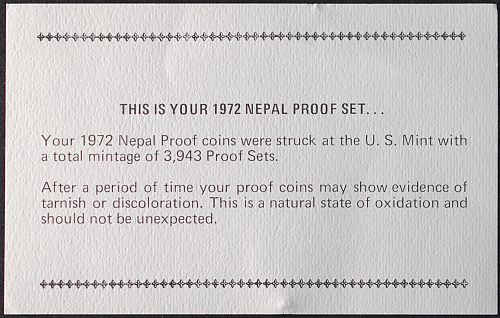 THIS IS YOUR 1972 NEPAL PROOF SET...
Your 1972 Nepal Proof coins were struck at the U. S. Mint with
a total mintage of 3,943 Proof Sets.
After a period of time your proof coins may show evidence of
tarnish or discoloration. This is a natural state of oxidation and
should not be unexpected.